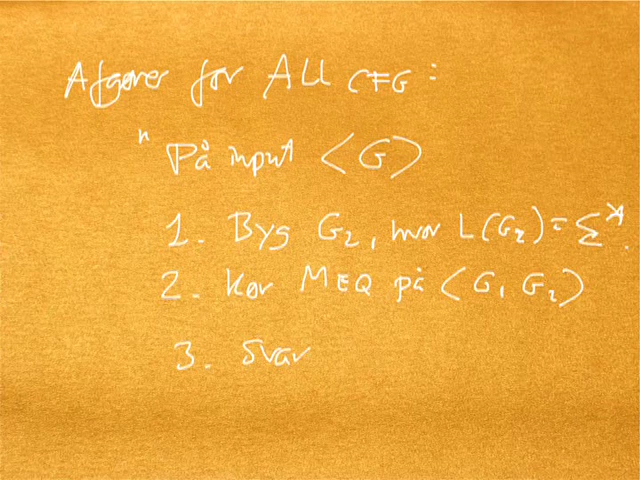 Afgører for ALL CFG :
" På input ⟨G⟩
1. Byg G₂, hvor L(G₂) = Σ*.
2. Kør MEQ på ⟨G, G₂⟩
3. Svar